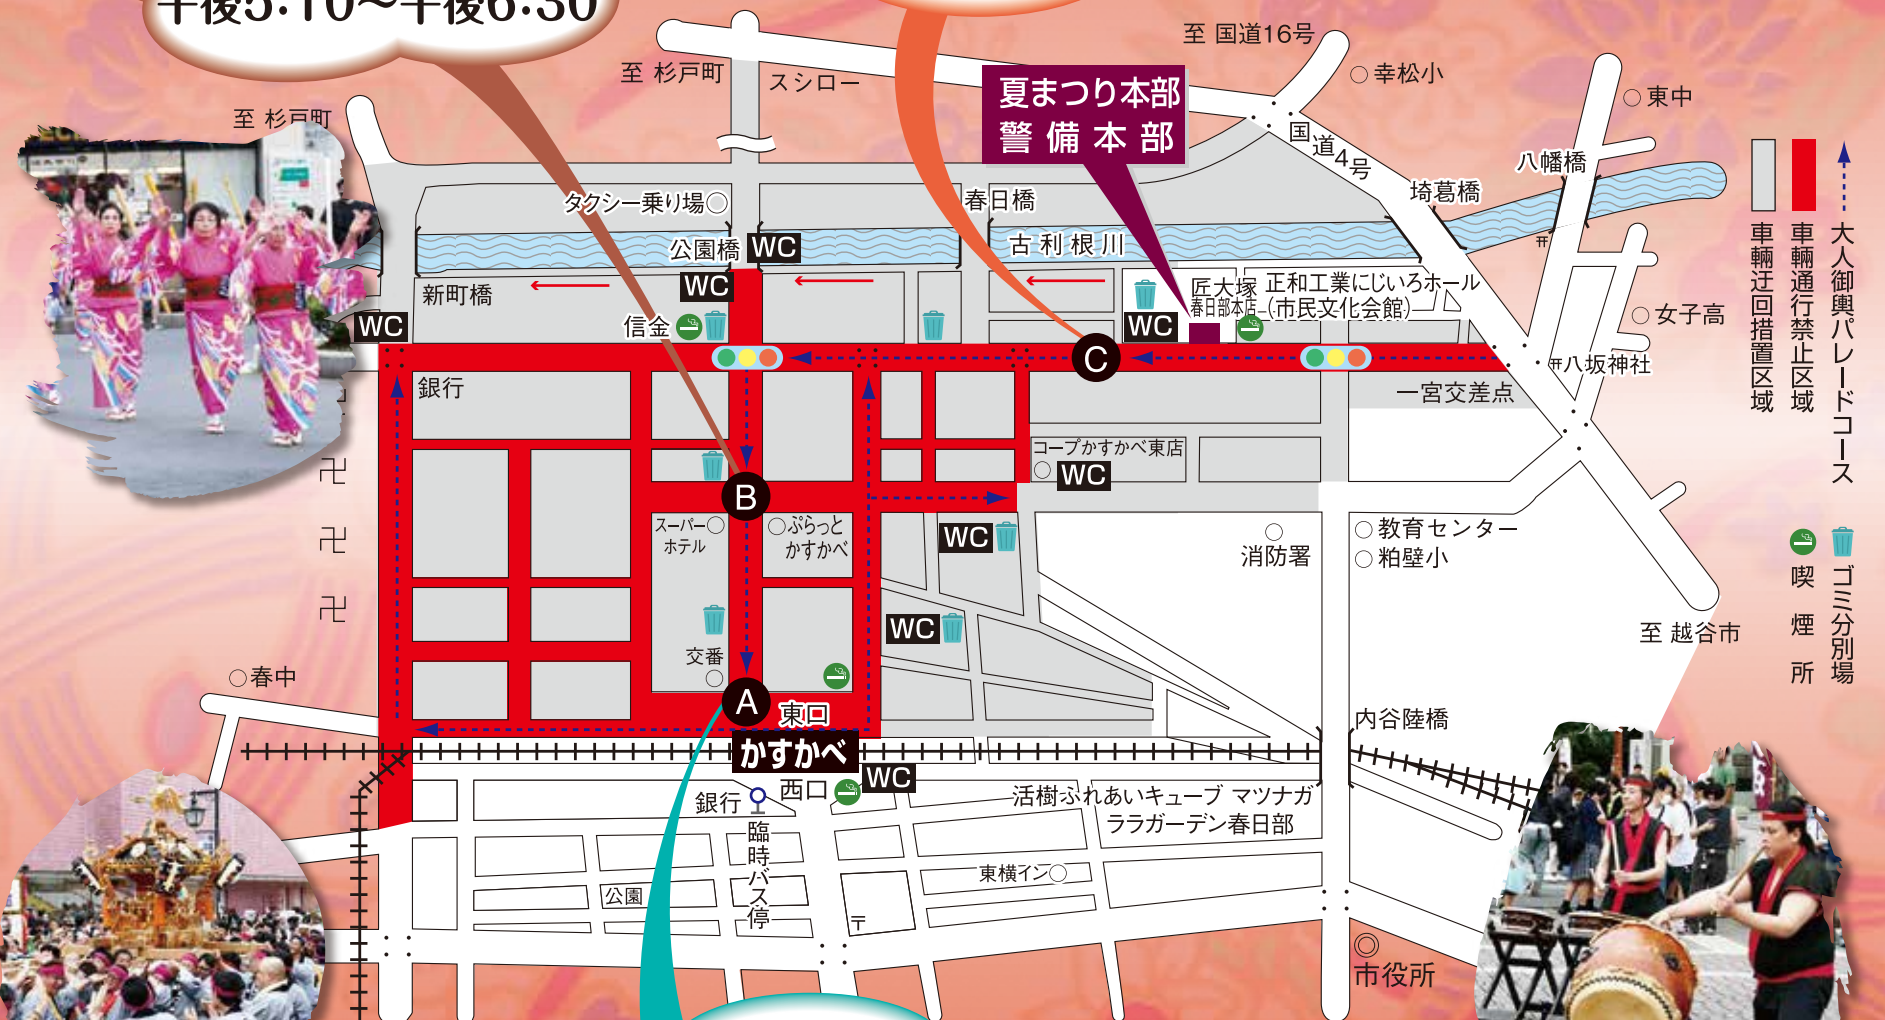 午後5:10〜午後6:30
至 国道16号
至 杉戸町
スシロー
幸松小
東中
至 杉戸町
夏まつり本部
警備本部
国道4号
八幡橋
埼葛橋
タクシー乗り場
春日橋
公園橋
WC
古利根川
新町橋
WC
匠大塚
春日部本店
正和工業にじいろホール
(市民文化会館)
WC
信金
WC
女子高
C
八坂神社
銀行
一宮交差点
コープかすかべ東店
WC
B
スーパー
ホテル
ぷらっと
かすかべ
WC
消防署
教育センター
粕壁小
卍
卍
卍
WC
至 越谷市
交番
春中
A
東口
かすかべ
内谷陸橋
西口
WC
銀行
臨時バス停
活樹ふれあいキューブ マツナガ
ララガーデン春日部
東横イン
公園
〒
市役所
大人御輿パレードコース
車輛通行禁止区域
車輛迂回措置区域
ゴミ分別場
喫煙所